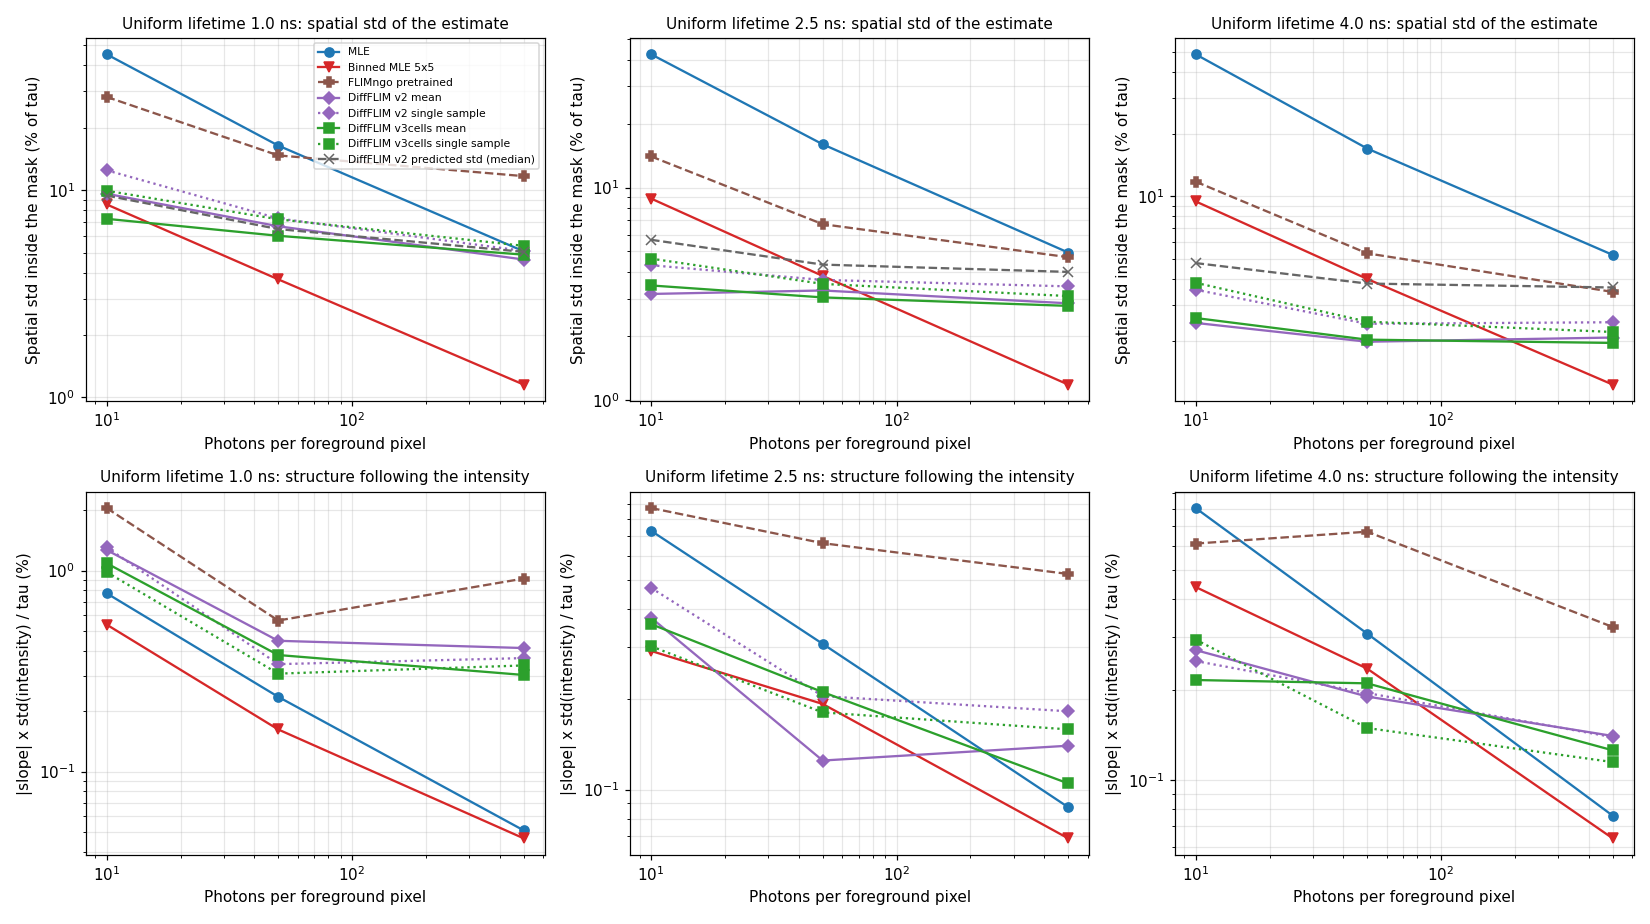 Uniform lifetime 1.0 ns: spatial std of the estimate
Spatial std inside the mask (% of tau)
10¹
10⁰
MLE
Binned MLE 5x5
FLIMngo pretrained
DiffFLIM v2 mean
DiffFLIM v2 single sample
DiffFLIM v3cells mean
DiffFLIM v3cells single sample
DiffFLIM v2 predicted std (median)
10¹
10²
Photons per foreground pixel
Uniform lifetime 2.5 ns: spatial std of the estimate
Spatial std inside the mask (% of tau)
10¹
10⁰
10¹
10²
Photons per foreground pixel
Uniform lifetime 4.0 ns: spatial std of the estimate
Spatial std inside the mask (% of tau)
10¹
10¹
10²
Photons per foreground pixel
Uniform lifetime 1.0 ns: structure following the intensity
|slope| x std(intensity) / tau (%)
10⁰
10⁻¹
10¹
10²
Photons per foreground pixel
Uniform lifetime 2.5 ns: structure following the intensity
|slope| x std(intensity) / tau (%)
10⁻¹
10¹
10²
Photons per foreground pixel
Uniform lifetime 4.0 ns: structure following the intensity
|slope| x std(intensity) / tau (%)
10⁻¹
10¹
10²
Photons per foreground pixel